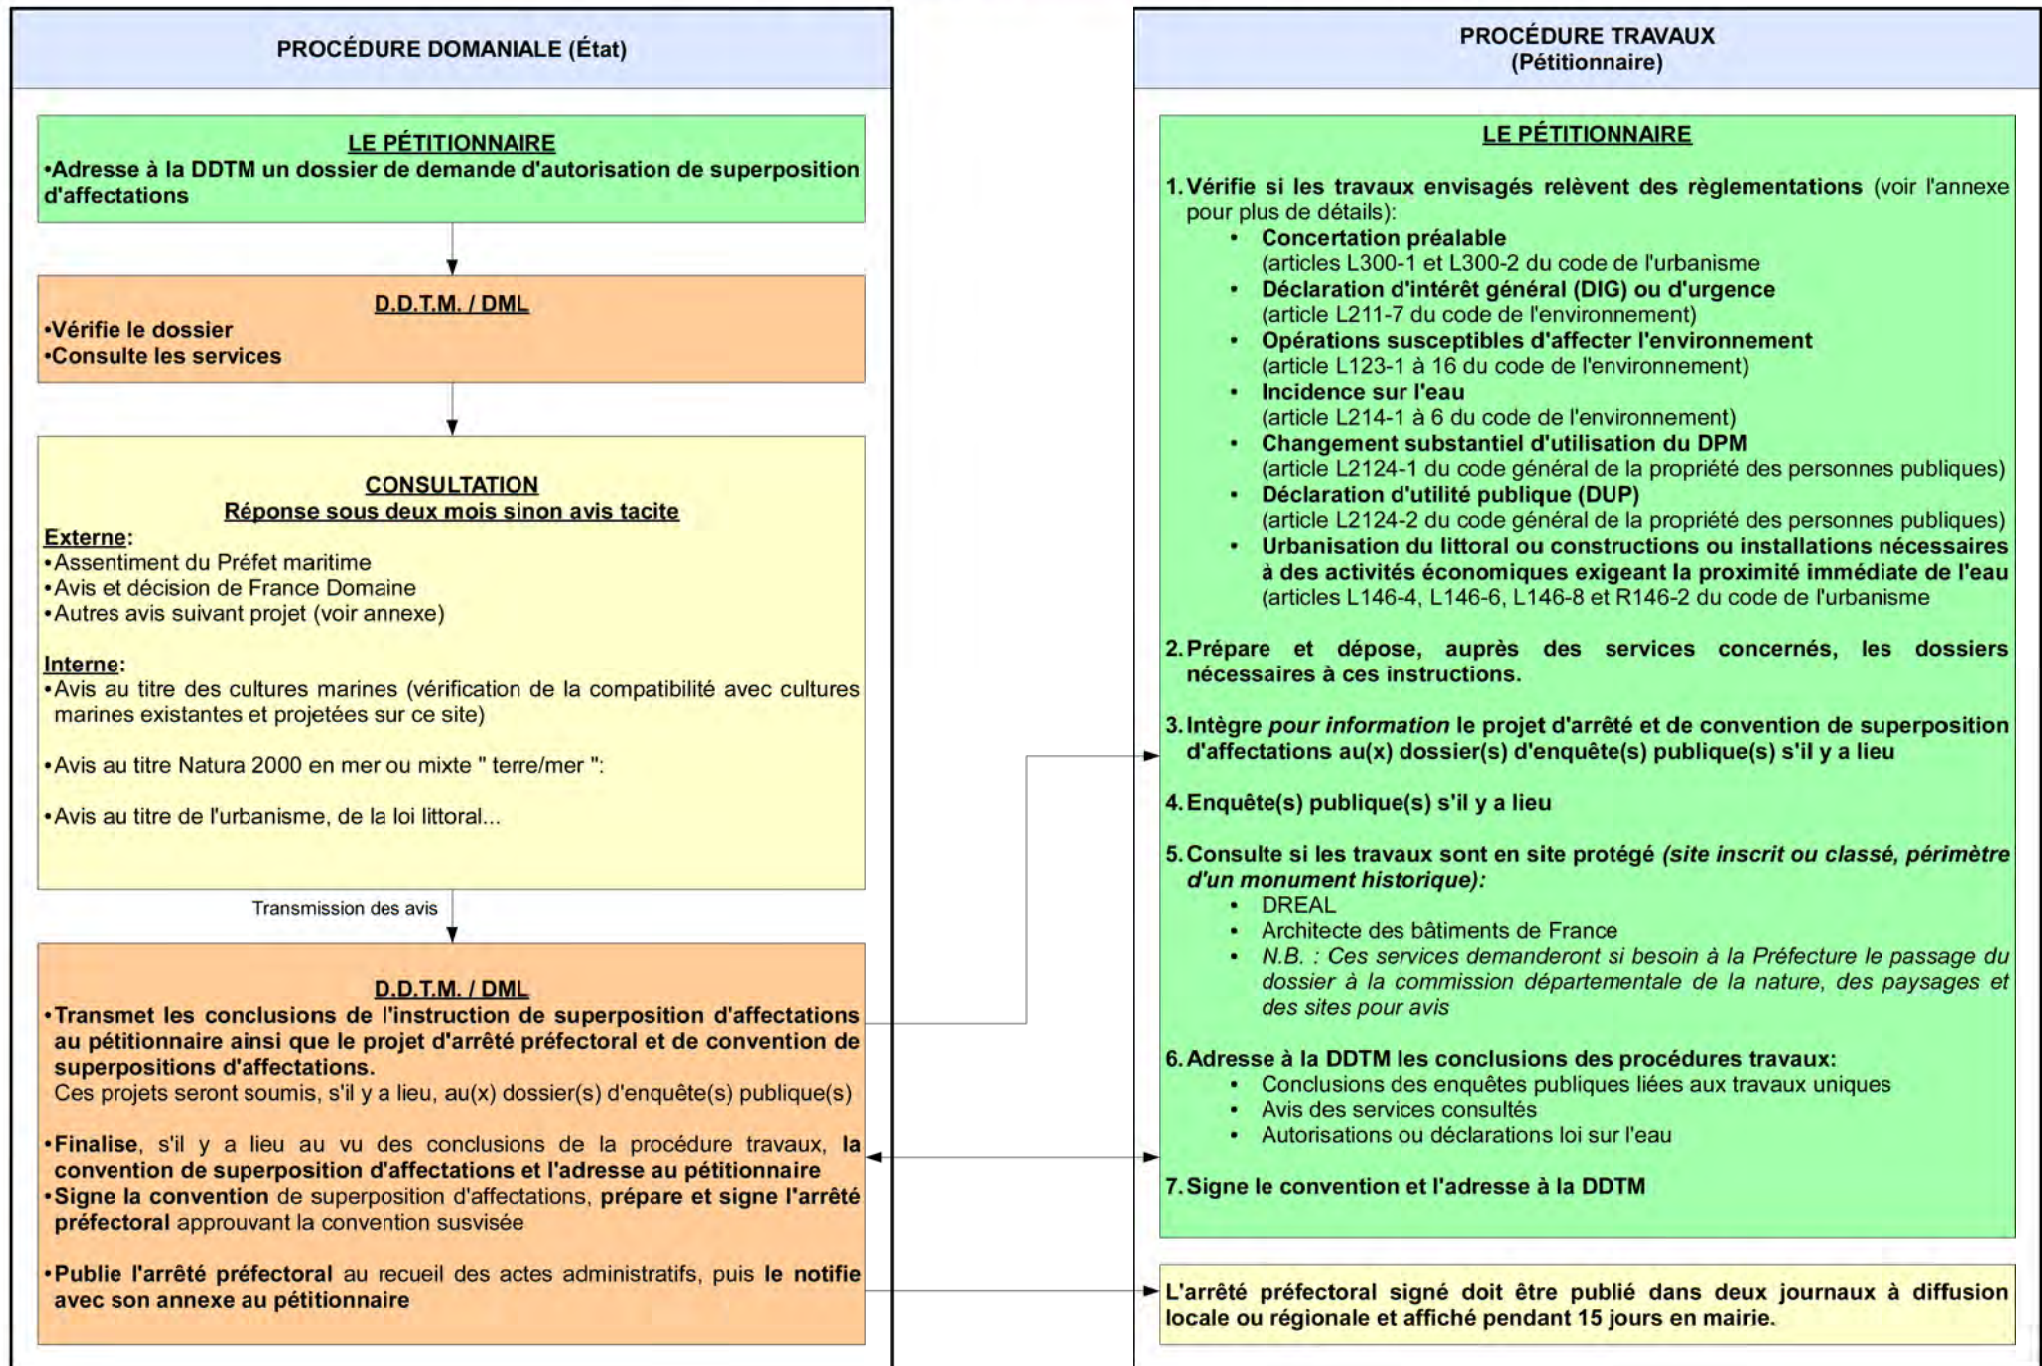 PROCÉDURE DOMANIALE (État)
LE PÉTITIONNAIRE
•Adresse à la DDTM un dossier de demande d'autorisation de superposition
d'affectations
D.D.T.M. / DML
•Vérifie le dossier
•Consulte les services
CONSULTATION
Réponse sous deux mois sinon avis tacite
Externe:
•Assentiment du Préfet maritime
•Avis et décision de France Domaine
•Autres avis suivant projet (voir annexe)
Interne:
•Avis au titre des cultures marines (vérification de la compatibilité avec cultures
marines existantes et projetées sur ce site)
•Avis au titre Natura 2000 en mer ou mixte " terre/mer ":
•Avis au titre de l'urbanisme, de la loi littoral...
Transmission des avis
D.D.T.M. / DML
•Transmet les conclusions de l'instruction de superposition d'affectations
au pétitionnaire ainsi que le projet d'arrêté préfectoral et de convention de
superpositions d'affectations.
Ces projets seront soumis, s'il y a lieu, au(x) dossier(s) d'enquête(s) publique(s)
•Finalise, s'il y a lieu au vu des conclusions de la procédure travaux, la
convention de superposition d'affectations et l'adresse au pétitionnaire
•Signe la convention de superposition d'affectations, prépare et signe l'arrêté
préfectoral approuvant la convention susvisée
•Publie l'arrêté préfectoral au recueil des actes administratifs, puis le notifie
avec son annexe au pétitionnaire
PROCÉDURE TRAVAUX
(Pétitionnaire)
LE PÉTITIONNAIRE
1. Vérifie si les travaux envisagés relèvent des règlementations (voir l'annexe
pour plus de détails):
• Concertation préalable
(articles L300-1 et L300-2 du code de l'urbanisme
• Déclaration d'intérêt général (DIG) ou d'urgence
(article L211-7 du code de l'environnement)
• Opérations susceptibles d'affecter l'environnement
(article L123-1 à 16 du code de l'environnement)
• Incidence sur l'eau
(article L214-1 à 6 du code de l'environnement)
• Changement substantiel d'utilisation du DPM
(article L2124-1 du code général de la propriété des personnes publiques)
• Déclaration d'utilité publique (DUP)
(article L2124-2 du code général de la propriété des personnes publiques)
• Urbanisation du littoral ou constructions ou installations nécessaires
à des activités économiques exigeant la proximité immédiate de l'eau
(articles L146-4, L146-6, L146-8 et R146-2 du code de l'urbanisme
2. Prépare et dépose, auprès des services concernés, les dossiers
nécessaires à ces instructions.
3. Intègre pour information le projet d'arrêté et de convention de superposition
d'affectations au(x) dossier(s) d'enquête(s) publique(s) s'il y a lieu
4. Enquête(s) publique(s) s'il y a lieu
5. Consulte si les travaux sont en site protégé (site inscrit ou classé, périmètre
d'un monument historique):
• DREAL
• Architecte des bâtiments de France
• N.B. : Ces services demanderont si besoin à la Préfecture le passage du
dossier à la commission départementale de la nature, des paysages et
des sites pour avis
6. Adresse à la DDTM les conclusions des procédures travaux:
• Conclusions des enquêtes publiques liées aux travaux uniques
• Avis des services consultés
• Autorisations ou déclarations loi sur l'eau
7. Signe le convention et l'adresse à la DDTM
L'arrêté préfectoral signé doit être publié dans deux journaux à diffusion
locale ou régionale et affiché pendant 15 jours en mairie.